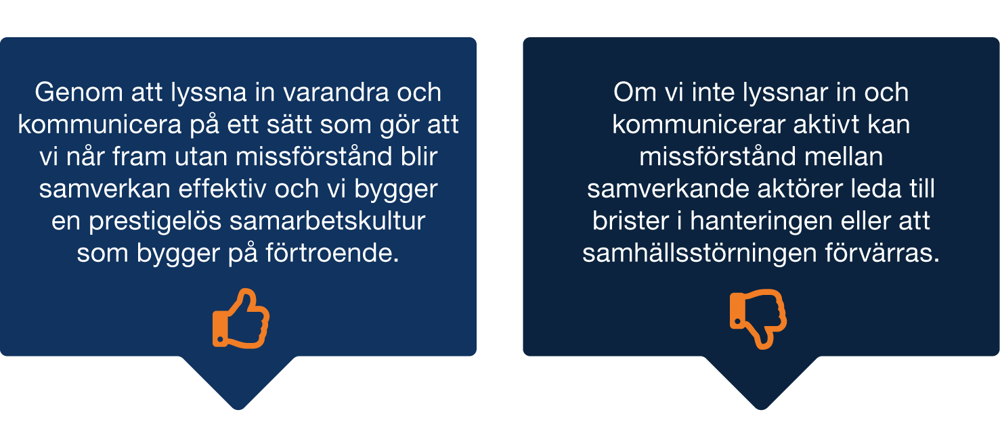 Genom att lyssna in varandra och
kommunicera på ett sätt som gör att
vi når fram utan missförstånd blir
samverkan effektiv och vi bygger
en prestigelös samarbetskultur
som bygger på förtroende.
Om vi inte lyssnar in och
kommunicerar aktivt kan
missförstånd mellan
samverkande aktörer leda till
brister i hanteringen eller att
samhällsstörningen förvärras.